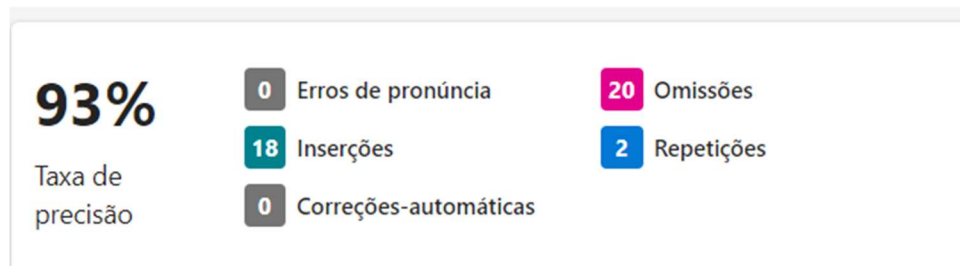 93%
Taxa de
precisão
0 Erros de pronúncia
20 Omissões
18 Inserções
2 Repetições
0 Correções-automáticas